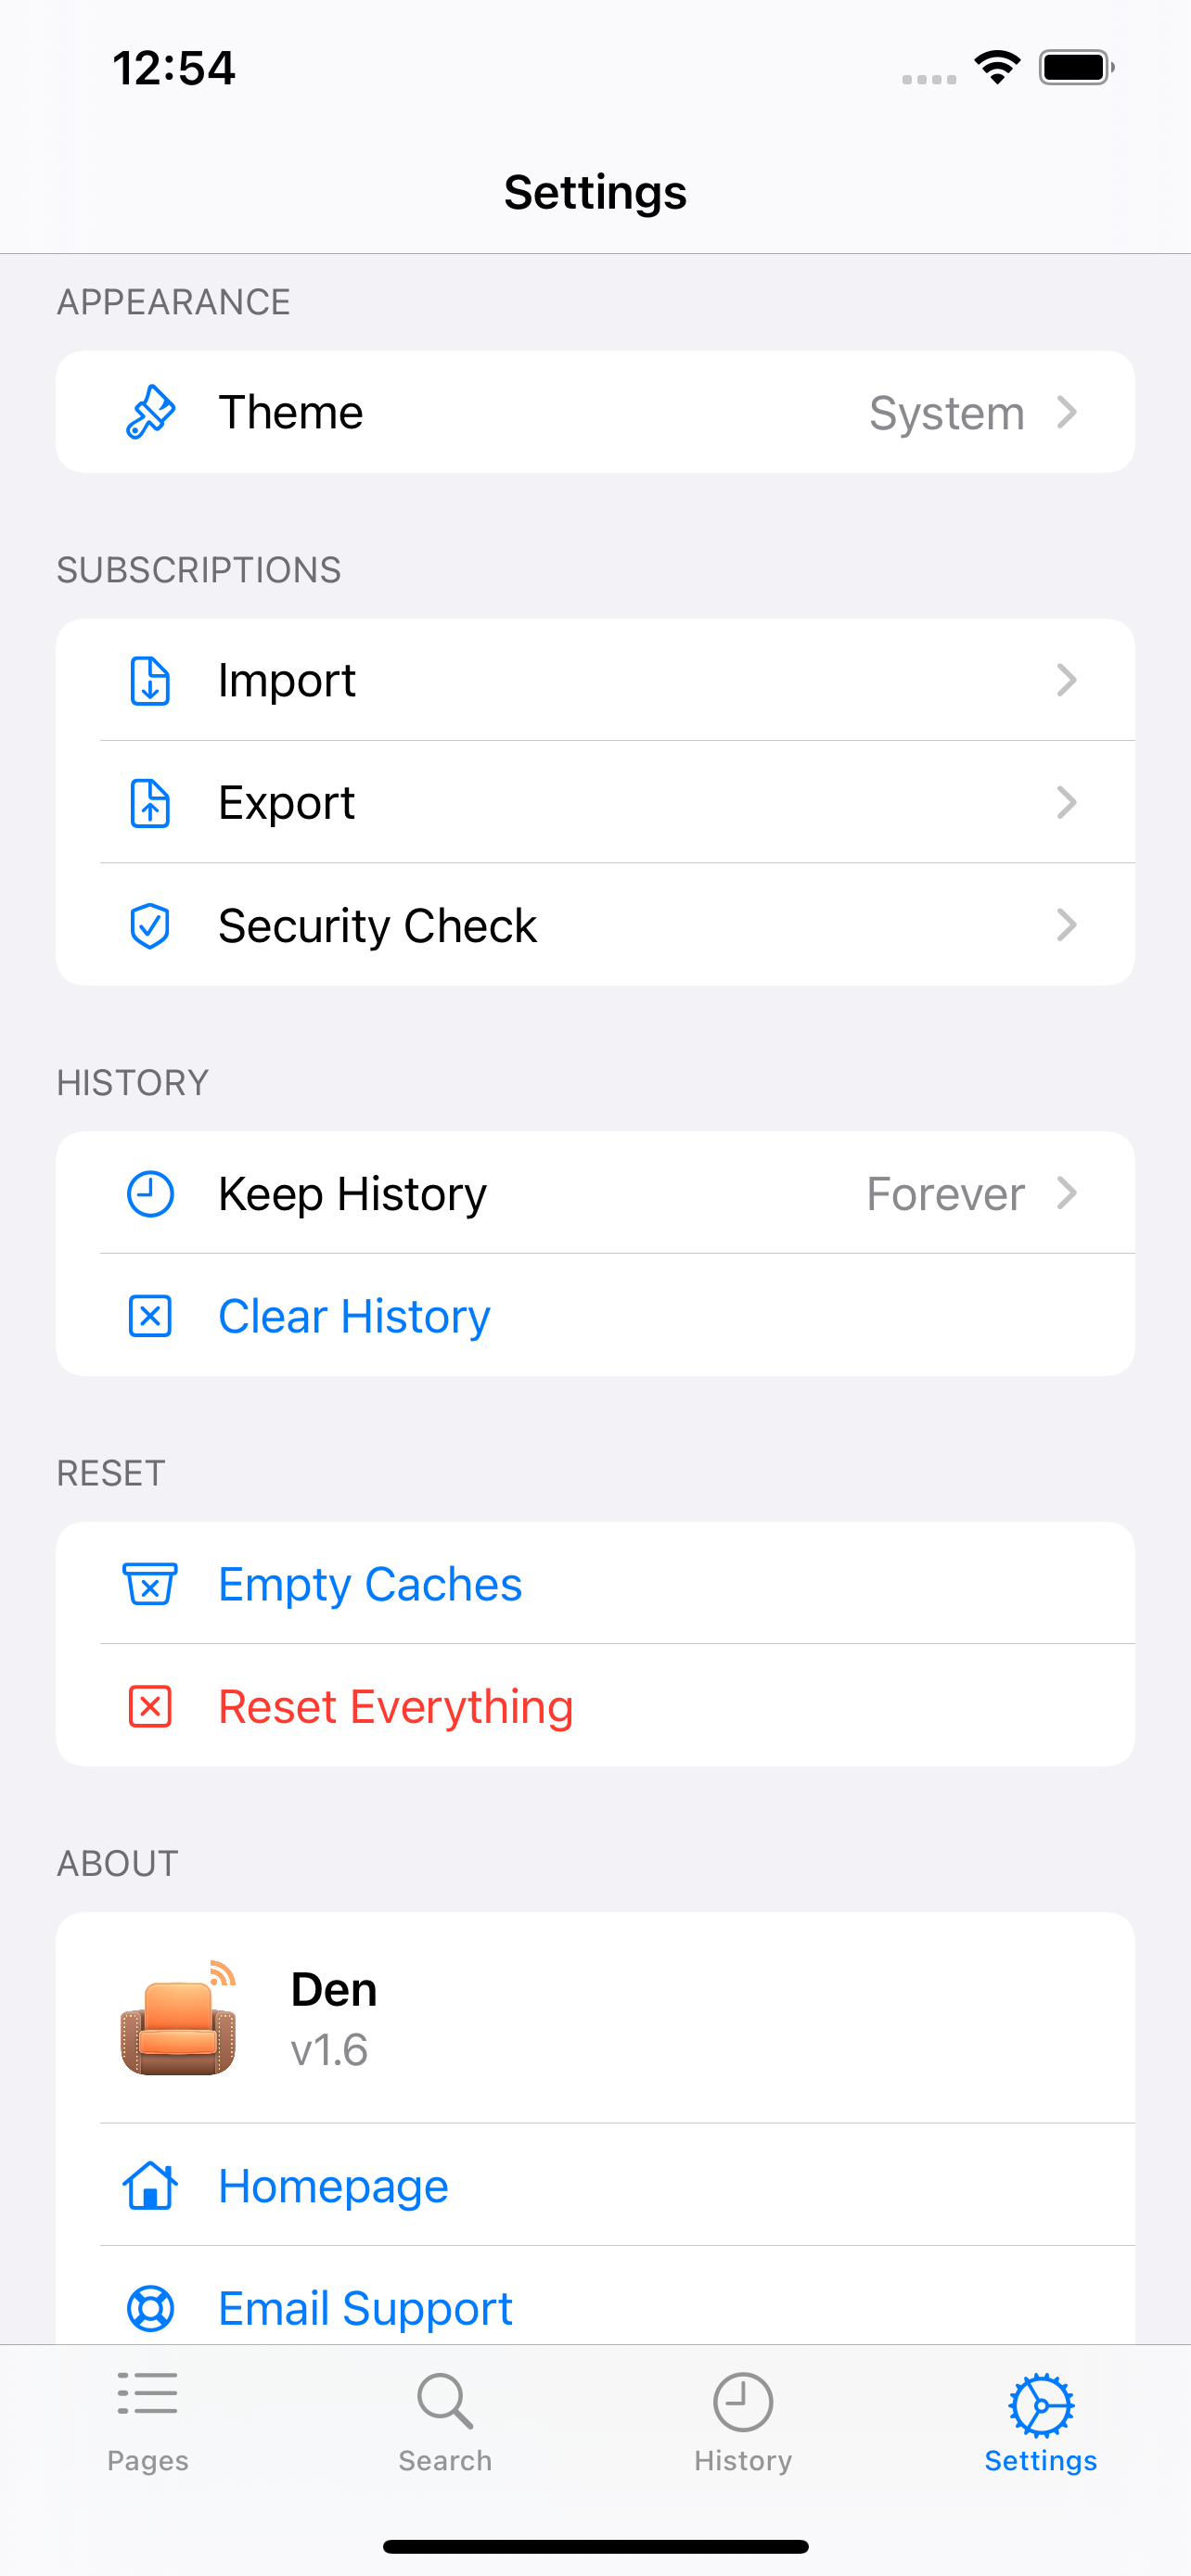 12:54
Settings
APPEARANCE
Theme System
SUBSCRIPTIONS
Import
Export
Security Check
HISTORY
Keep History Forever
Clear History
RESET
Empty Caches
Reset Everything
ABOUT
Den
v1.6
Homepage
Email Support
Pages Search History Settings